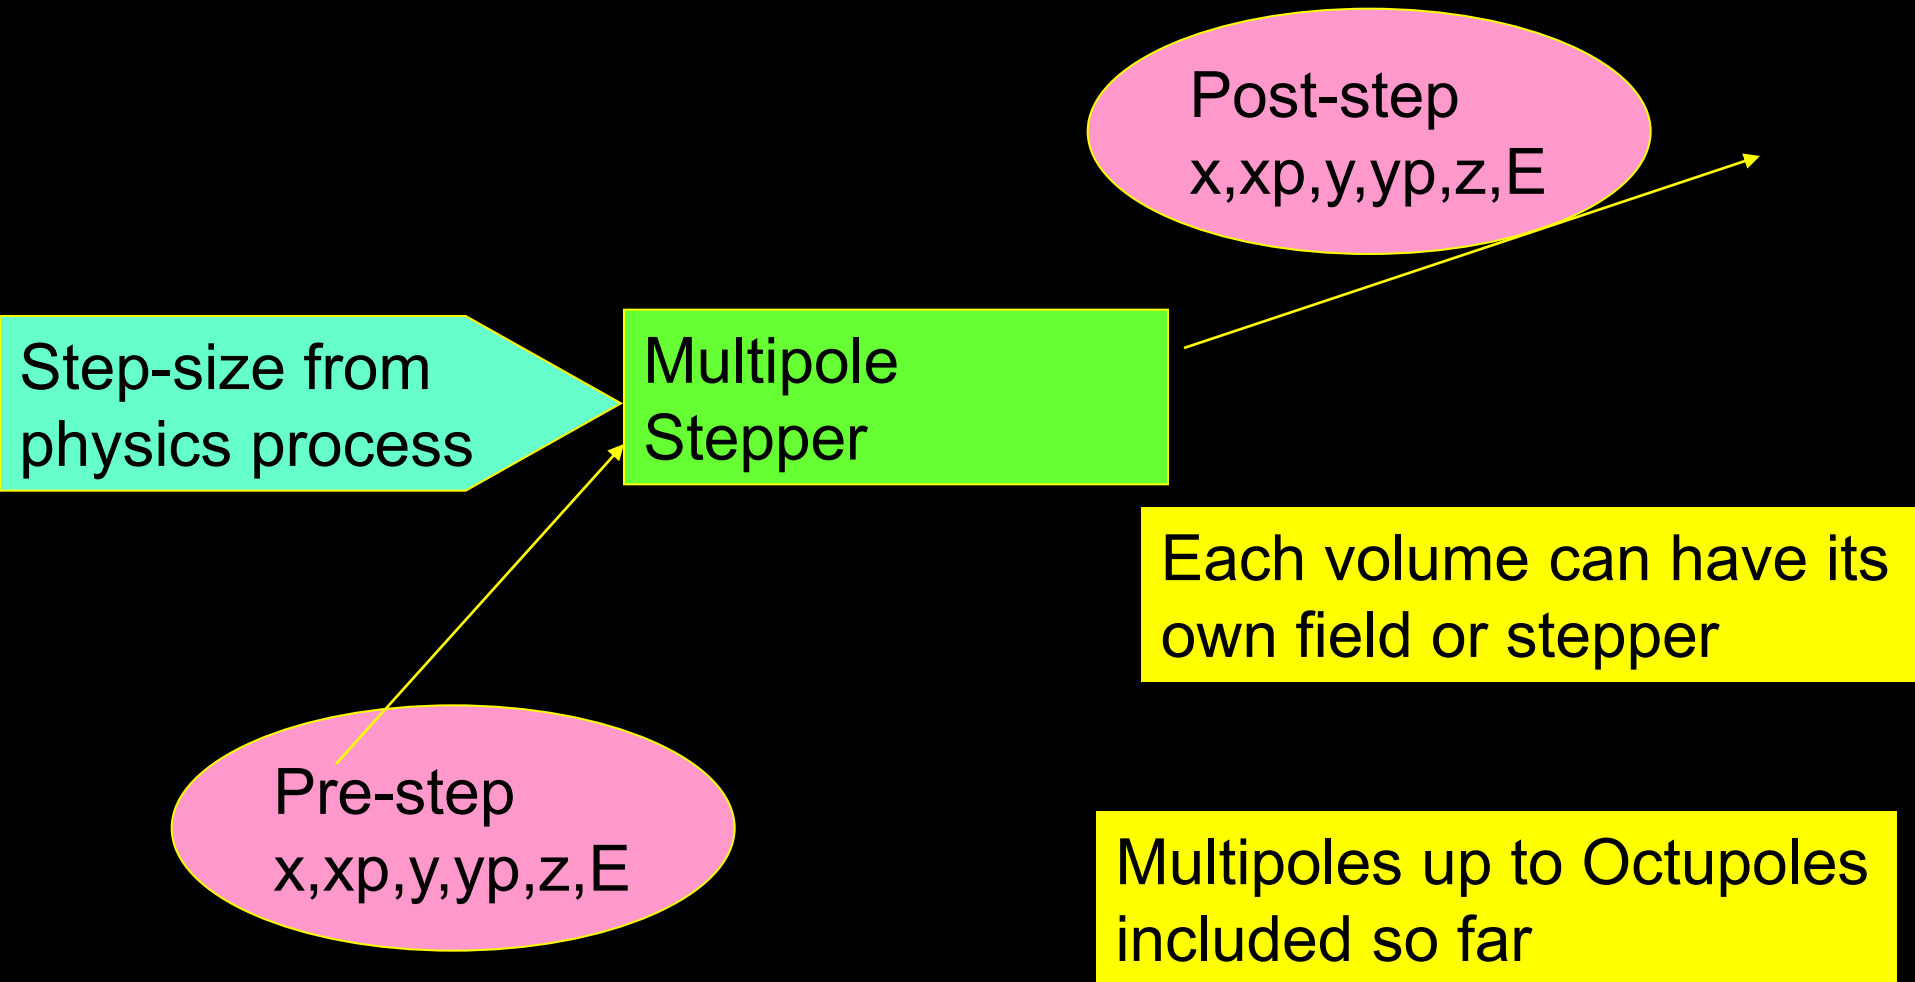 Post-step
x,xp,y,yp,z,E
Step-size from
physics process
Multipole
Stepper
Each volume can have its
own field or stepper
Pre-step
x,xp,y,yp,z,E
Multipoles up to Octupoles
included so far